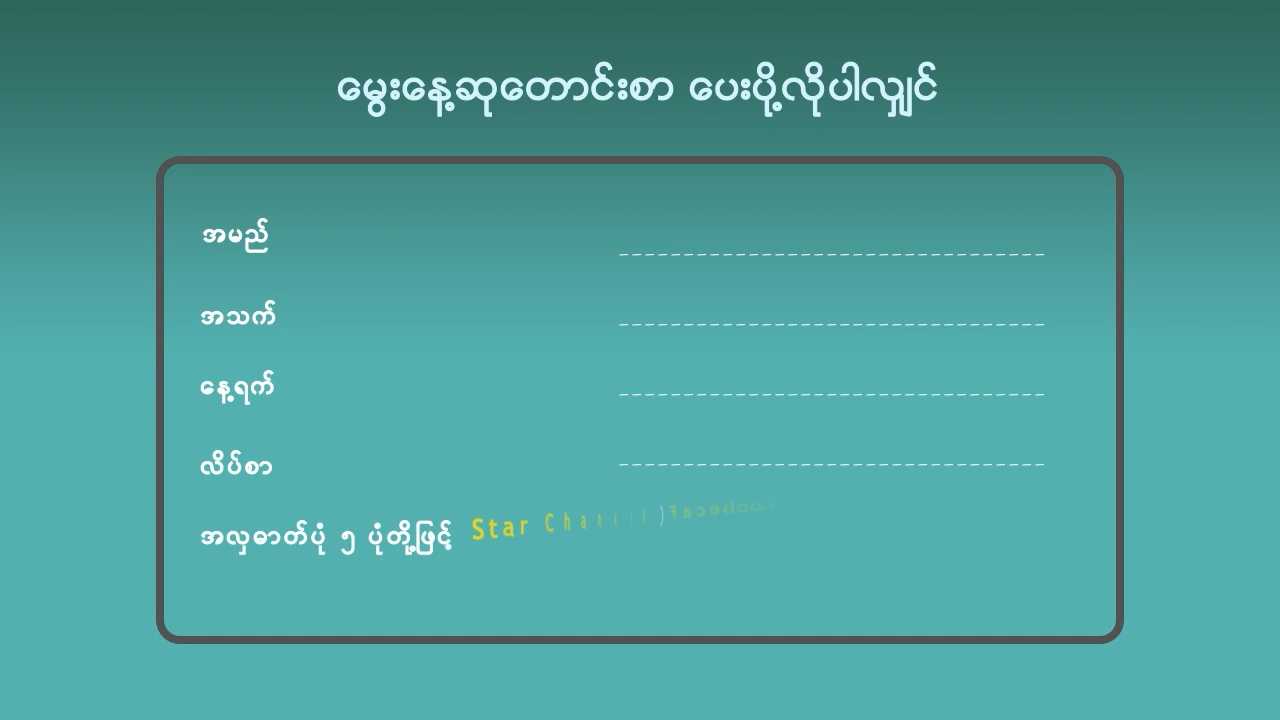 မွေးနေ့ဆုတောင်းစာ ပေးပို့လိုပါလျှင်
အမည်
အသက်
နေ့ရက်
လိပ်စာ
အလှဓာတ်ပုံ ၅ ပုံတို့ဖြင့် Star